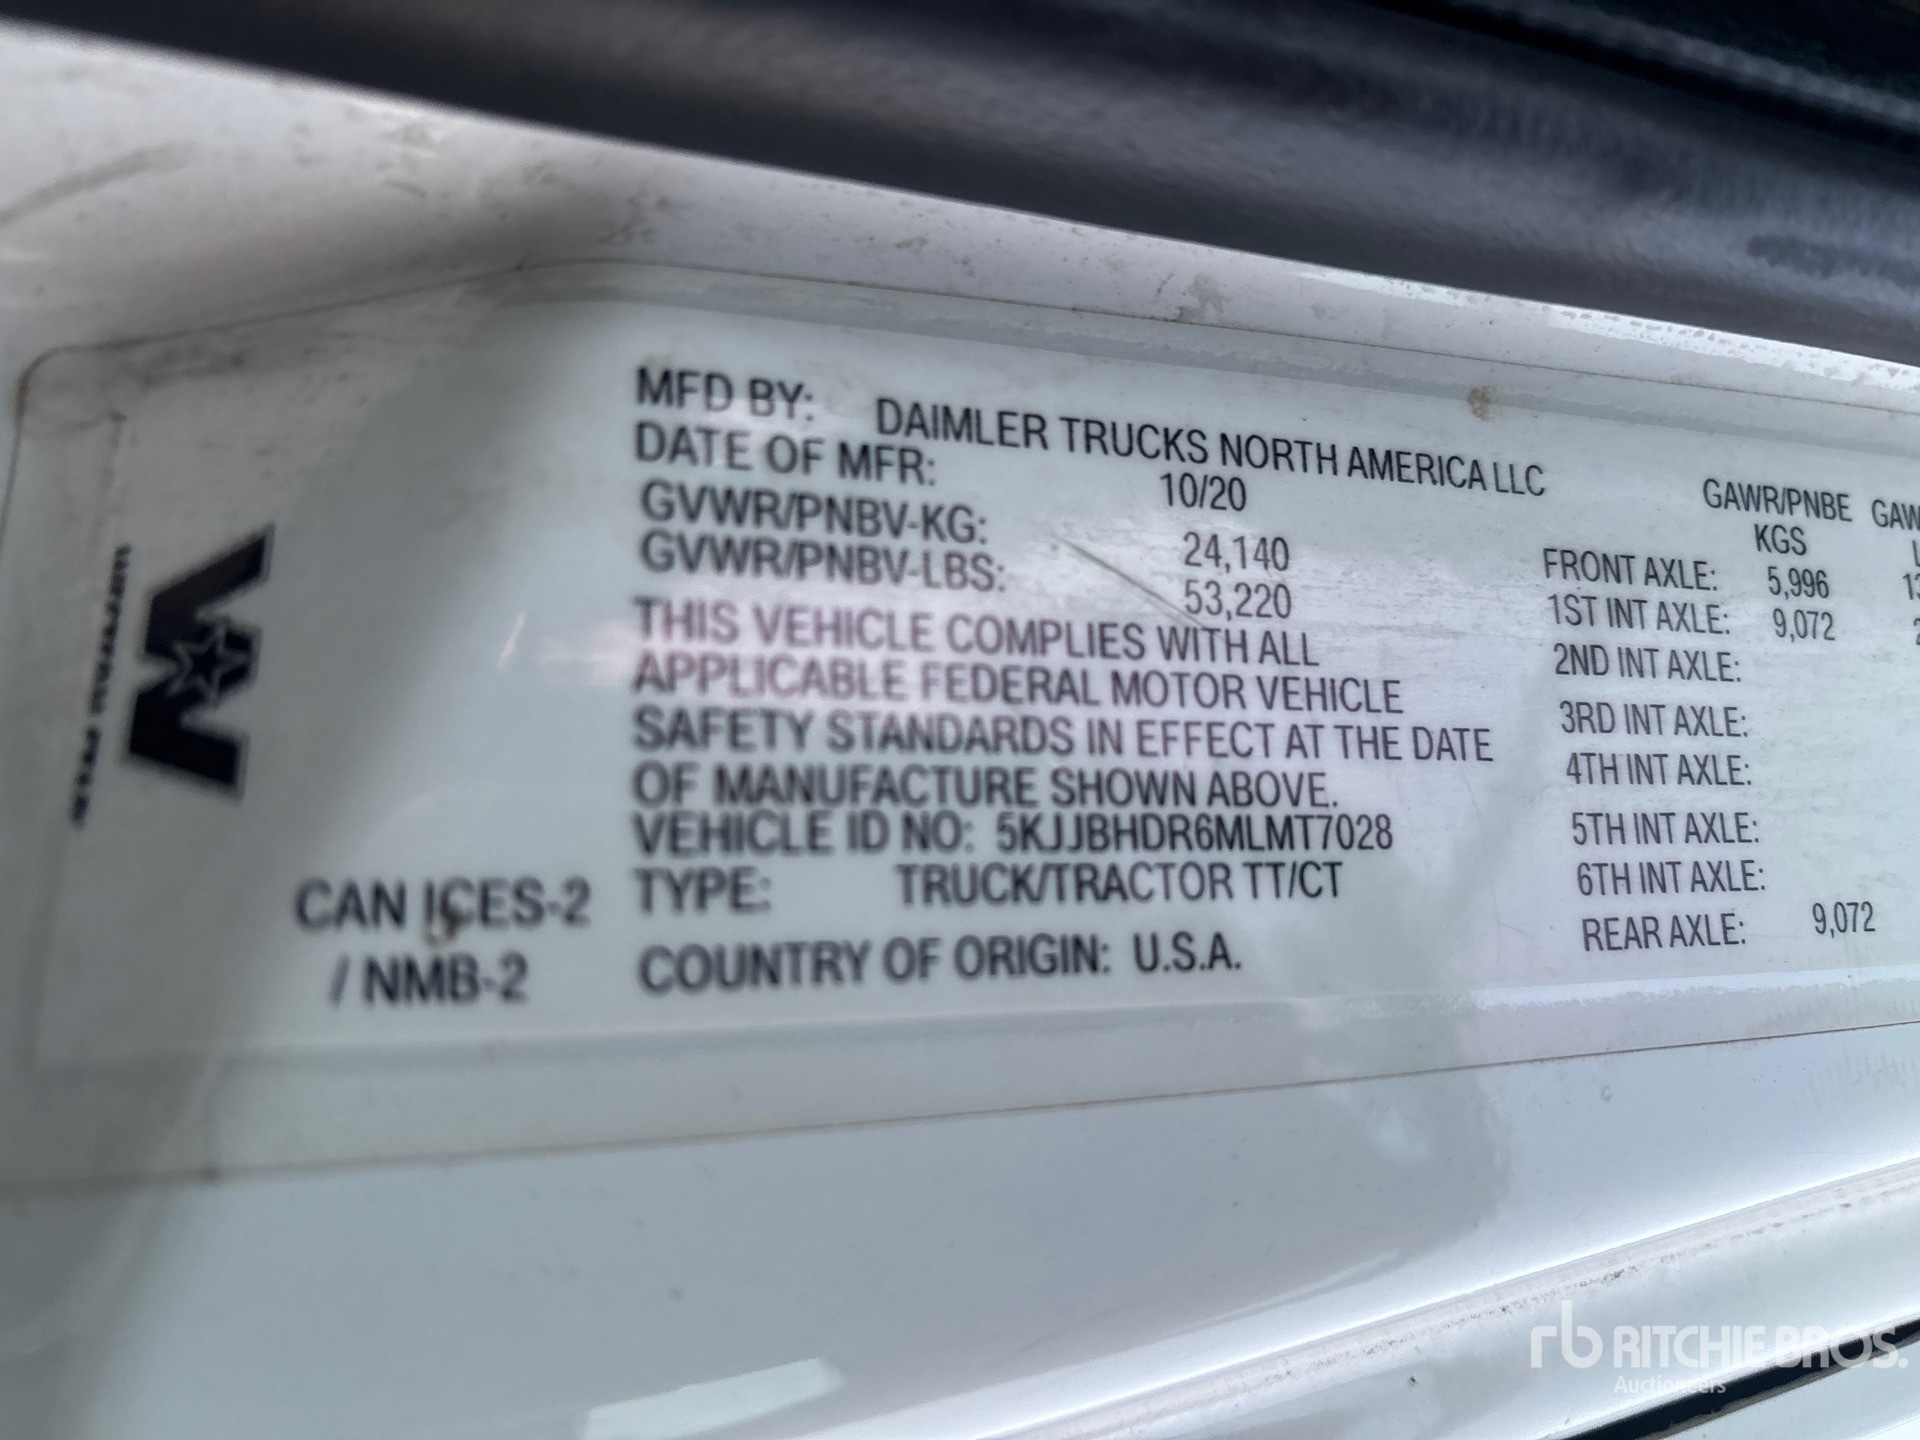 MFD BY: DAIMLER TRUCKS NORTH AMERICA LLC
DATE OF MFR: 10/20
GVWR/PNBV-KG: 24,140
GVWR/PNBV-LBS: 53,220
THIS VEHICLE COMPLIES WITH ALL
APPLICABLE FEDERAL MOTOR VEHICLE
SAFETY STANDARDS IN EFFECT AT THE DATE
OF MANUFACTURE SHOWN ABOVE.
VEHICLE ID NO: 5KJJBHDR6MLMT7028
TYPE: TRUCK/TRACTOR TT/CT
COUNTRY OF ORIGIN: U.S.A.
CAN ICES-2
/ NMB-2
GAWR/PNBE GAW
KGS L
FRONT AXLE: 5,996 13
1ST INT AXLE: 9,072 2
2ND INT AXLE:
3RD INT AXLE:
4TH INT AXLE:
5TH INT AXLE:
6TH INT AXLE:
REAR AXLE: 9,072
rb RITCHIE BROS.
Auctioneers